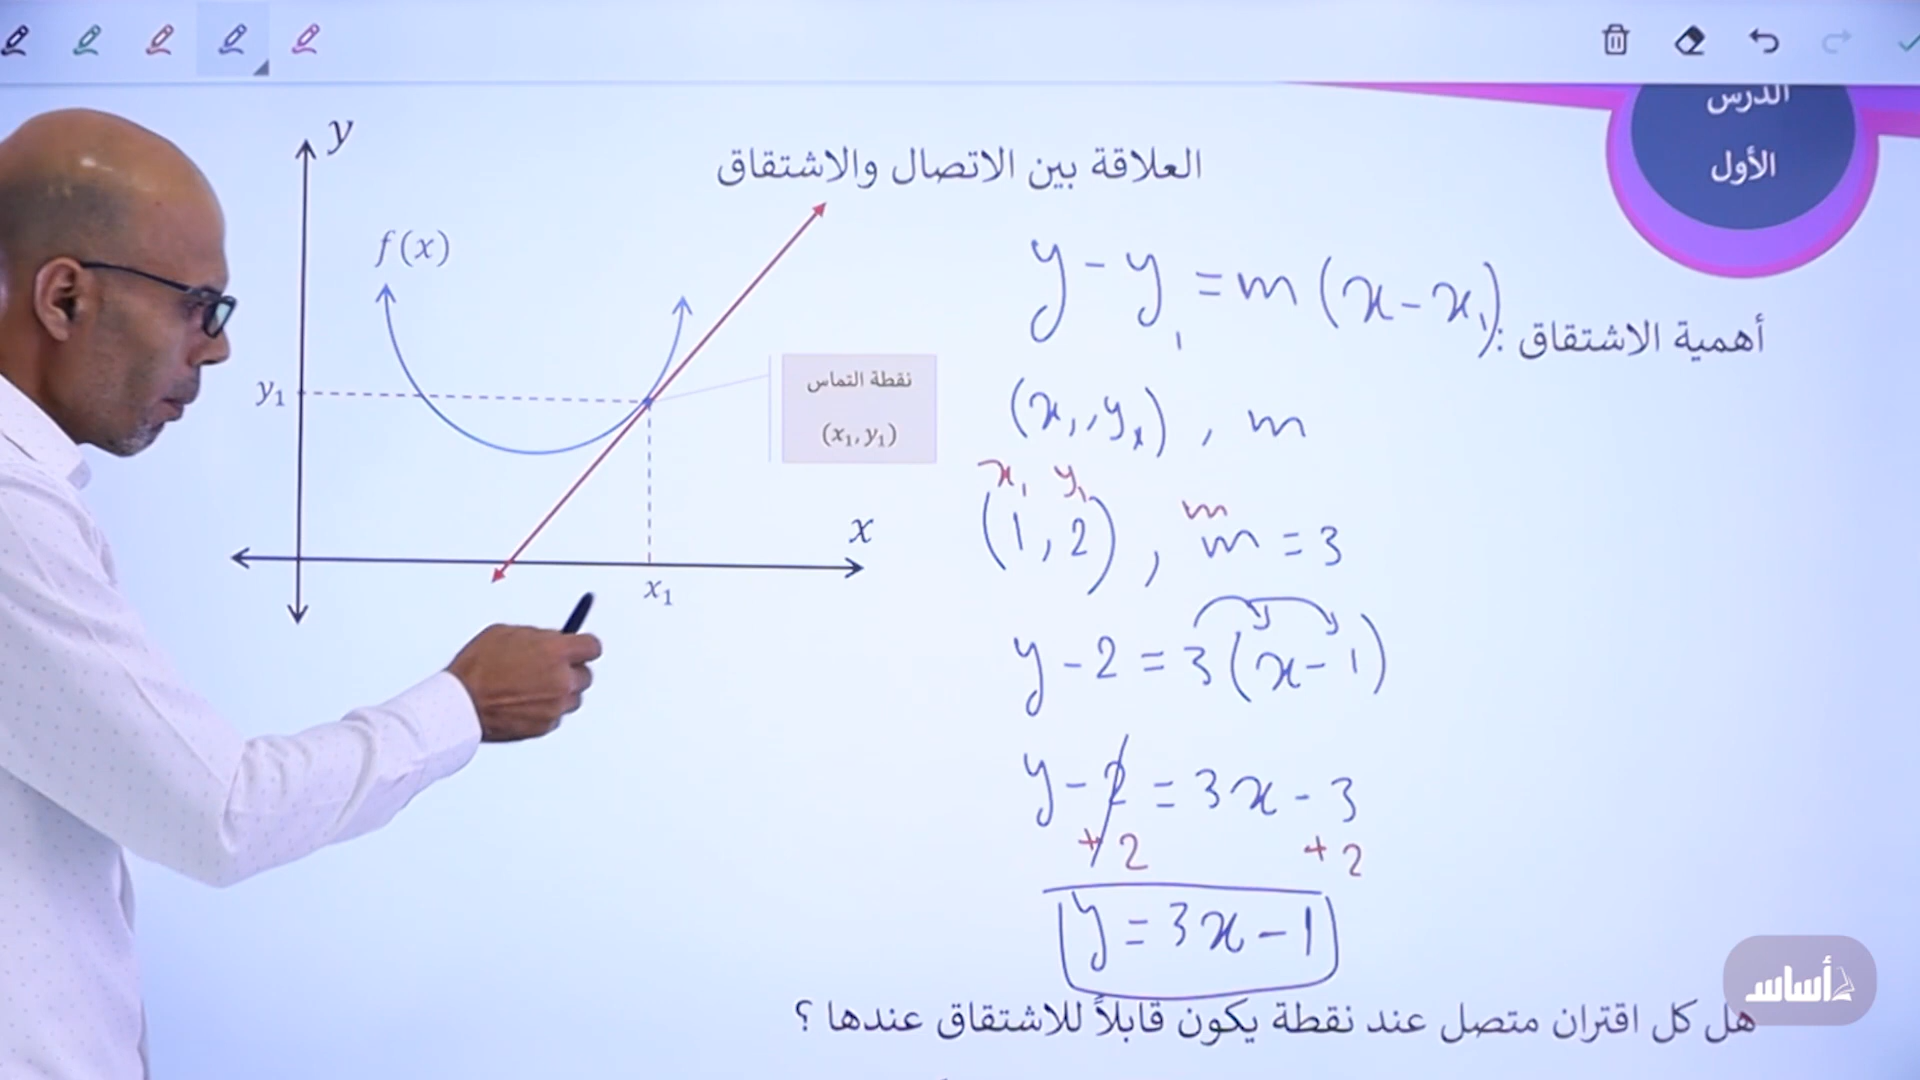 الدرس
الأول
العلاقة بين الاتصال والاشتقاق
أهمية الاشتقاق :
y
f(x)
y₁
x
x₁
نقطة التماس
(x₁, y₁)
y - y₁ = m(x - x₁)
(x₁, y₁) , m
x₁ y₁ m
(1, 2) , m = 3
y - 2 = 3(x - 1)
y - 2 = 3x - 3
+ 2 + 2
y = 3x - 1
هل كل اقتران متصل عند نقطة يكون قابلاً للاشتقاق عندها ؟
أساس